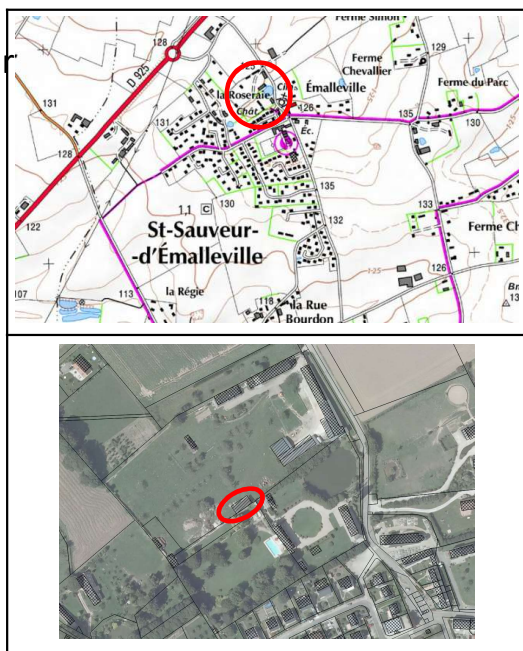 r
Ferme Simon
128
D 925
129
Ferme
Chevallier
la Roseraie
Émalleville
Ferme du Parc
131
Chât.
126
131
Éc.
135
130
128
1,1 C
130
135
St-Sauveur-
-d'Émalleville
132
133
122
Ferme Ch
125
126
107
113
la Régie
118
la Rue
Bourdon
13